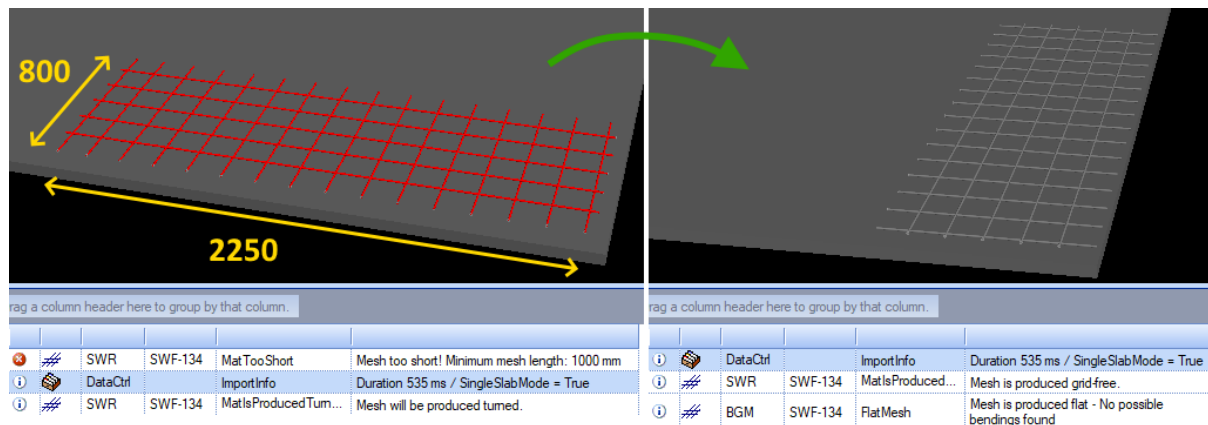 800
2250
rag a column header here to group by that column.
SWR SWF-134 MatTooShort Mesh too short! Minimum mesh length: 1000 mm
DataCtrl ImportInfo Duration 535 ms / SingleSlabMode = True
SWR SWF-134 MatIsProducedTurn... Mesh will be produced turned.
rag a column header here to group by that column.
DataCtrl ImportInfo Duration 535 ms / SingleSlabMode = True
SWR SWF-134 MatIsProduced... Mesh is produced grid-free.
BGM SWF-134 FlatMesh Mesh is produced flat - No possible
bendings found